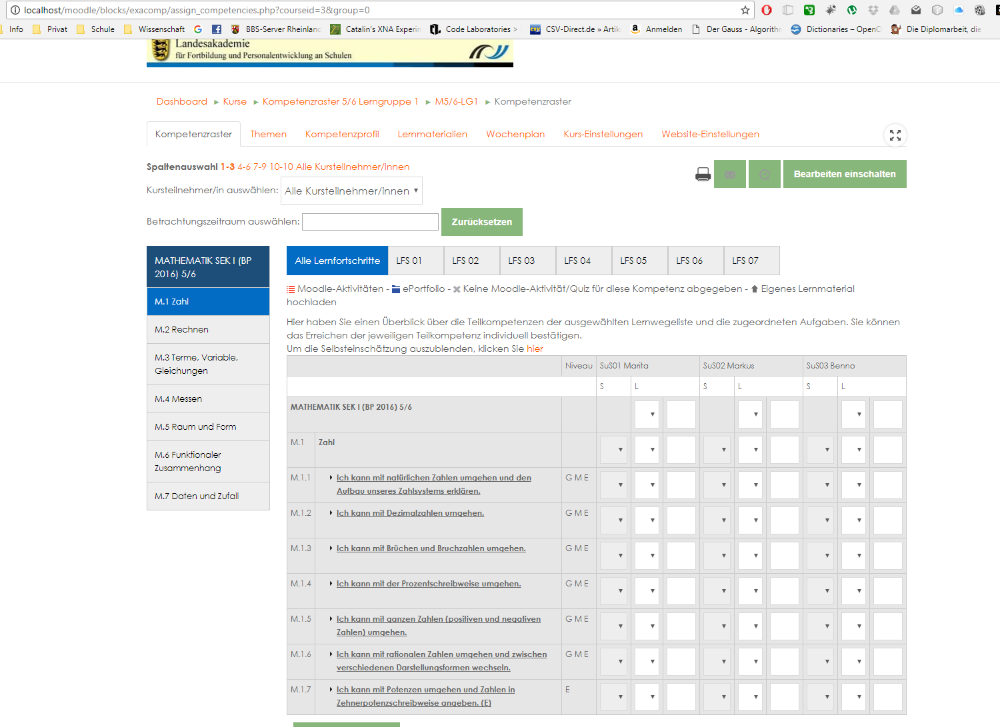 localhost/moodle/blocks/exacomp/assign_competencies.php?courseid=3&group=0
Info Privat Schule Wissenschaft BBS-Server Rheinland Catalin's XNA Experim Code Laboratories > CSV-Direct.de » Artik Anmelden Der Gauss - Algorithm Dictionaries – OpenO Die Diplomarbeit, die
Landesakademie
für Fortbildung und Personalentwicklung an Schulen
Dashboard ► Kurse ► Kompetenzraster 5/6 Lerngruppe 1 ► M5/6-LG1 ► Kompetenzraster
Kompetenzraster Themen Kompetenzprofil Lernmaterialien Wochenplan Kurs-Einstellungen Website-Einstellungen
Spaltenauswahl 1-3 4-6 7-9 10-10 Alle Kursteilnehmer/innen
Bearbeiten einschalten
Kursteilnehmer/in auswählen: Alle Kursteilnehmer/innen
Betrachtungszeitraum auswählen: Zurücksetzen
MATHEMATIK SEK I (BP
2016) 5/6
M.1 Zahl
M.2 Rechnen
M.3 Terme, Variable,
Gleichungen
M.4 Messen
M.5 Raum und Form
M.6 Funktionaler
Zusammenhang
M.7 Daten und Zufall
Alle Lernfortschritte LFS 01 LFS 02 LFS 03 LFS 04 LFS 05 LFS 06 LFS 07
Moodle-Aktivitäten - ePortfolio - Keine Moodle-Aktivität/Quiz für diese Kompetenz abgegeben - Eigenes Lernmaterial
hochladen
Hier haben Sie einen Überblick über die Teilkompetenzen der ausgewählten Lernwegeliste und die zugeordneten Aufgaben. Sie können
das Erreichen der jeweiligen Teilkompetenz individuell bestätigen.
Um die Selbsteinschätzung auszublenden, klicken Sie hier
Niveau SuS01 Marita SuS02 Markus SuS03 Benno
S L S L S L
MATHEMATIK SEK I (BP 2016) 5/6
M.1 Zahl
M.1.1 Ich kann mit natürlichen Zahlen umgehen und den G M E
Aufbau unseres Zahlsystems erklären.
M.1.2 Ich kann mit Dezimalzahlen umgehen. G M E
M.1.3 Ich kann mit Brüchen und Bruchzahlen umgehen. G M E
M.1.4 Ich kann mit der Prozentschreibweise umgehen. G M E
M.1.5 Ich kann mit ganzen Zahlen (positiven und negativen G M E
Zahlen) umgehen.
M.1.6 Ich kann mit rationalen Zahlen umgehen und zwischen G M E
verschiedenen Darstellungsformen wechseln.
M.1.7 Ich kann mit Potenzen umgehen und Zahlen in E
Zehnerpotenzschreibweise angeben. (E)